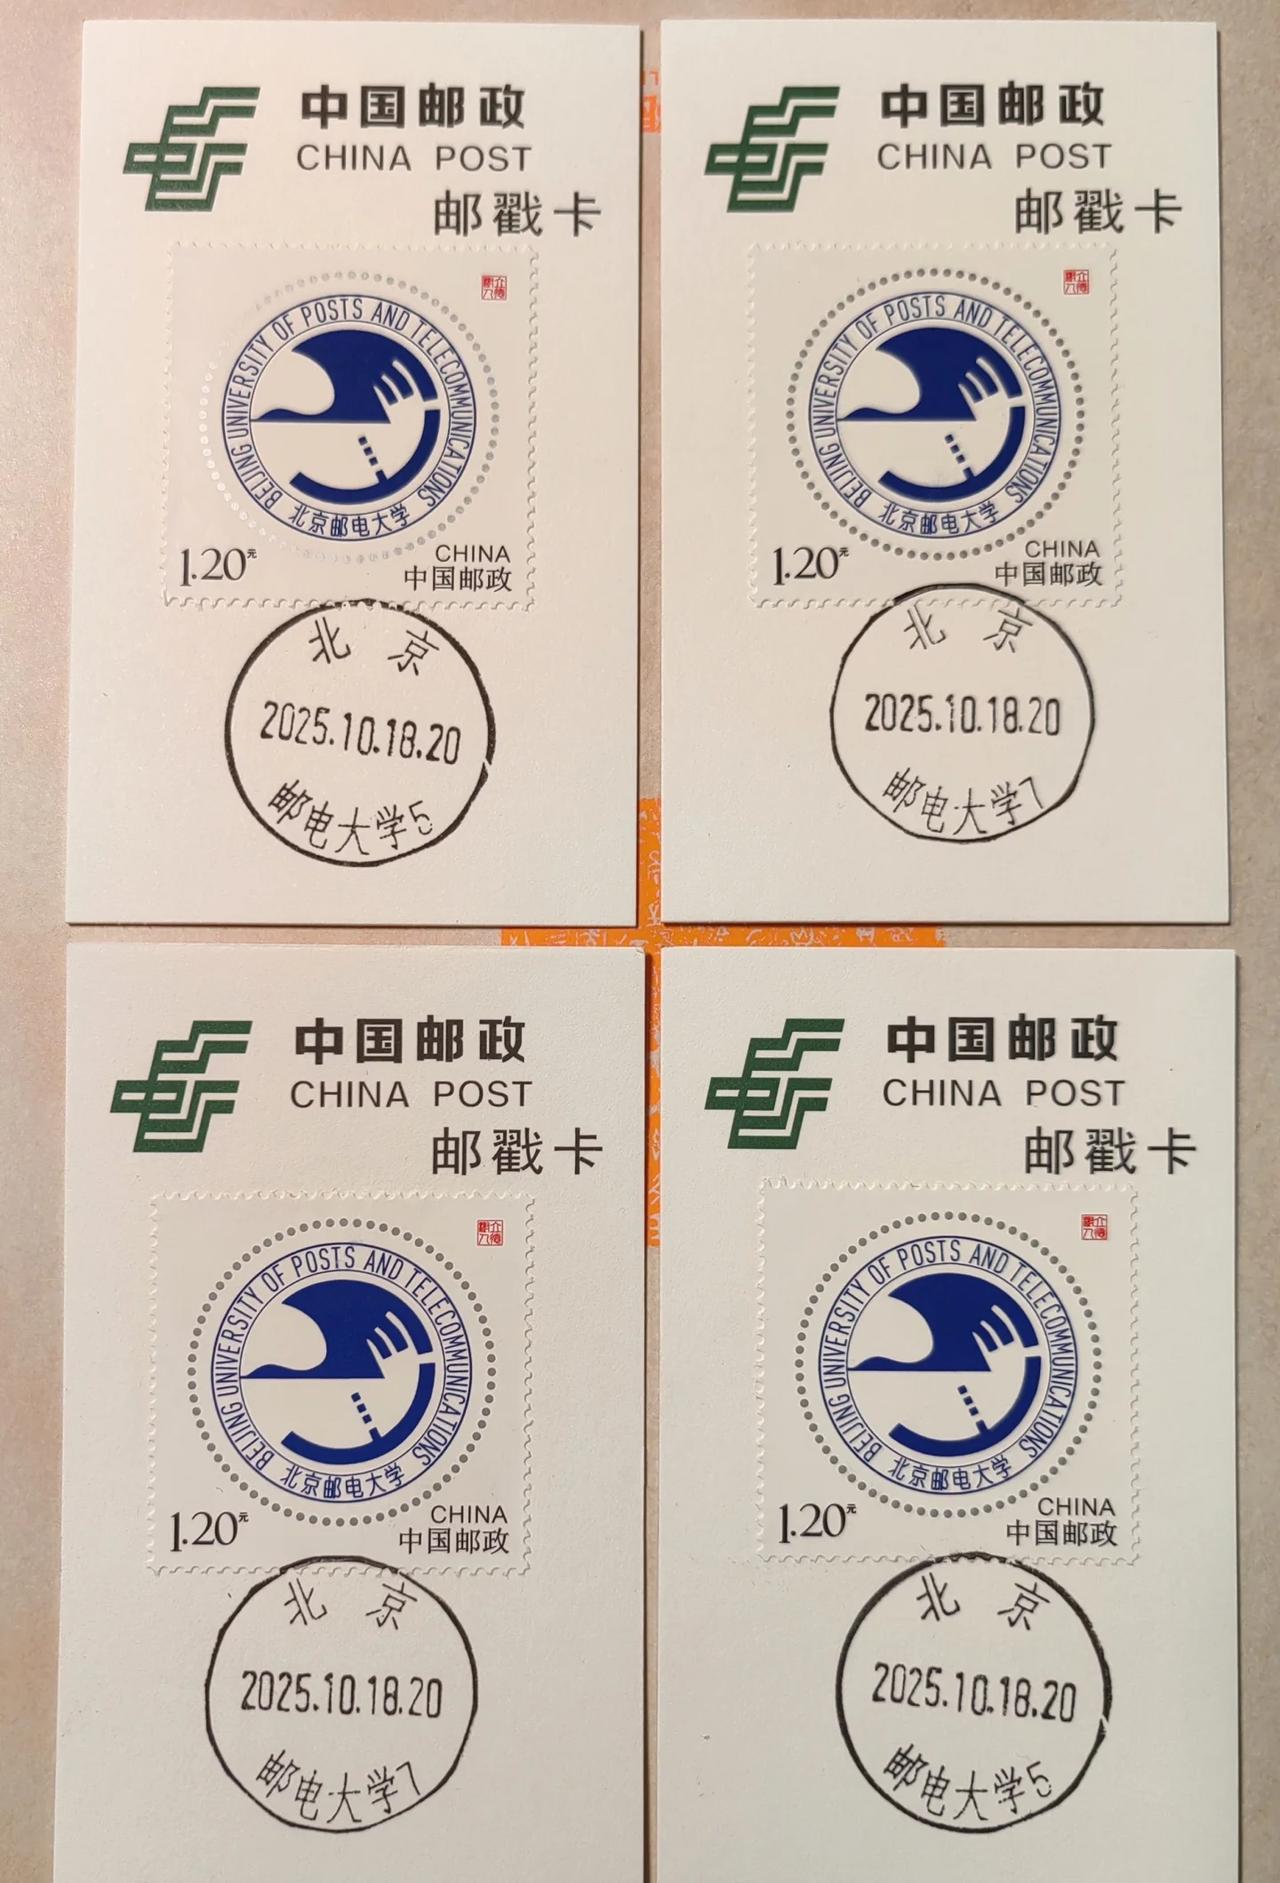 中国邮政
CHINA POST
邮戳卡
BEIJING UNIVERSITY OF POSTS AND TELECOMMUNICATIONS
北京邮电大学
1.20元
CHINA
中国邮政
北京
2025.10.18.20
邮电大学5
中国邮政
CHINA POST
邮戳卡
BEIJING UNIVERSITY OF POSTS AND TELECOMMUNICATIONS
北京邮电大学
1.20元
CHINA
中国邮政
北京
2025.10.18.20
邮电大学7
中国邮政
CHINA POST
邮戳卡
BEIJING UNIVERSITY OF POSTS AND TELECOMMUNICATIONS
北京邮电大学
1.20元
CHINA
中国邮政
北京
2025.10.18.20
邮电大学7
中国邮政
CHINA POST
邮戳卡
BEIJING UNIVERSITY OF POSTS AND TELECOMMUNICATIONS
北京邮电大学
1.20元
CHINA
中国邮政
北京
2025.10.18.20
邮电大学5